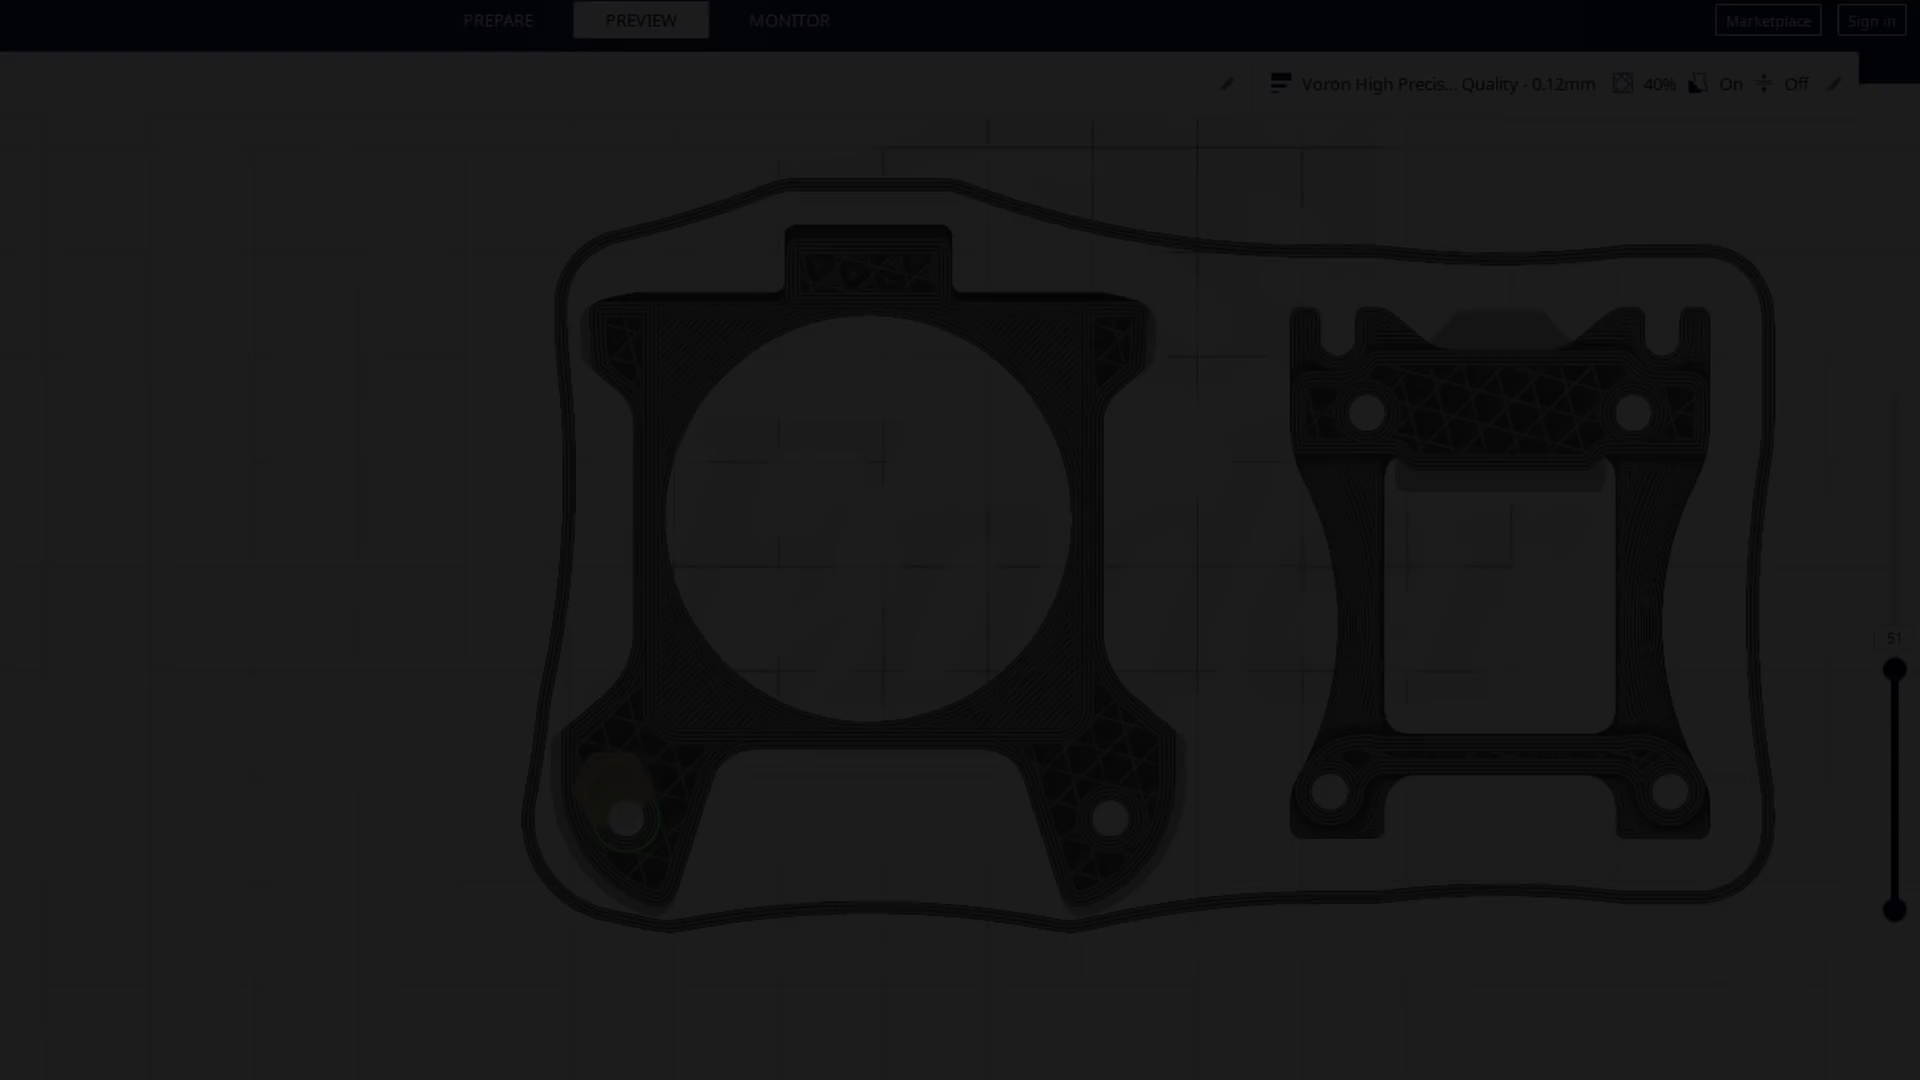 PREPARE PREVIEW MONITOR Marketplace Sign in
Voron High Precis... Quality - 0.12mm 40% On Off
51